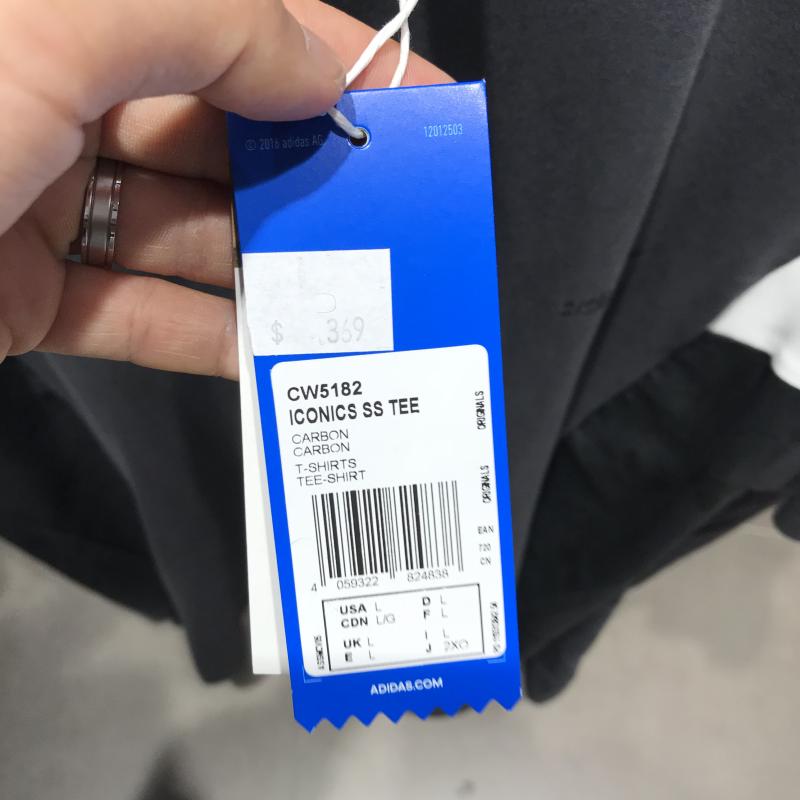 © 2016 adidas AG
12012503
$ 369
CW5182
ICONICS SS TEE
CARBON
CARBON
T-SHIRTS
TEE-SHIRT
ORIGINALS
ORIGINALS
EAN
720
CN
4 059322 824838
USA L
CDN L/G
UK L
E L
D L
F L
I L
J 2XO
ADIDAS.COM